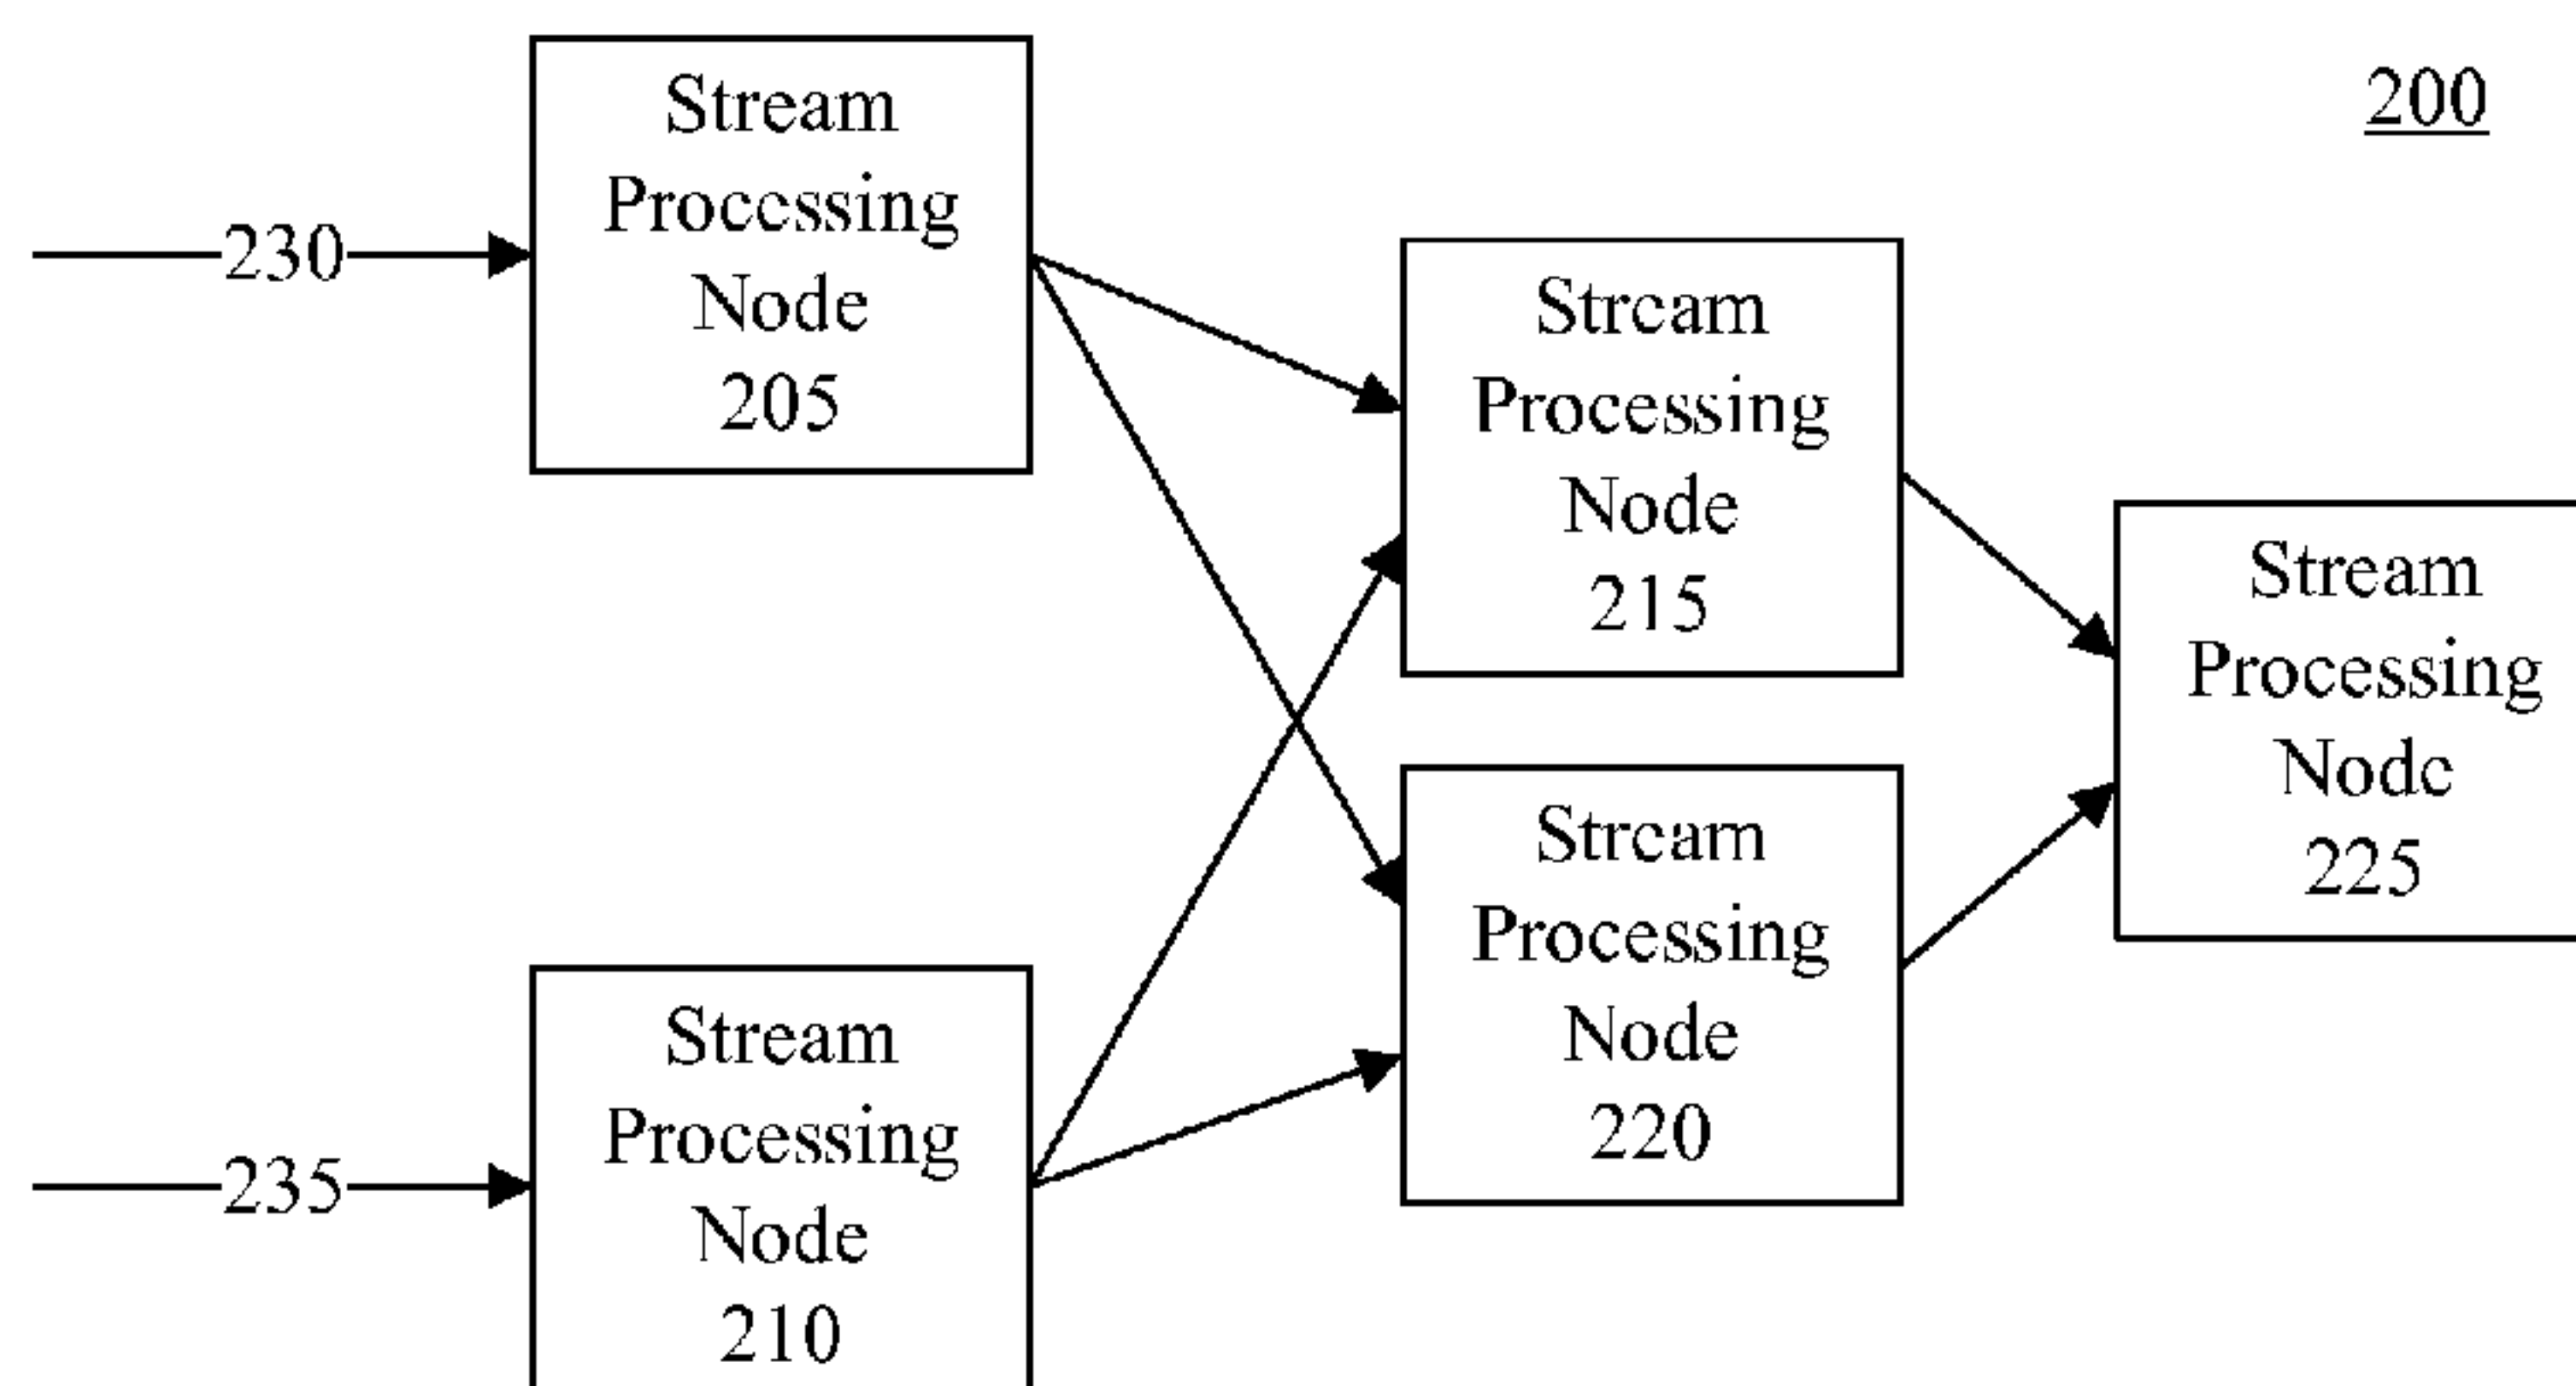 200
Stream
Processing
Node
205
230
Stream
Processing
Node
215
Stream
Processing
Node
225
Stream
Processing
Node
220
Stream
Processing
Node
210
235